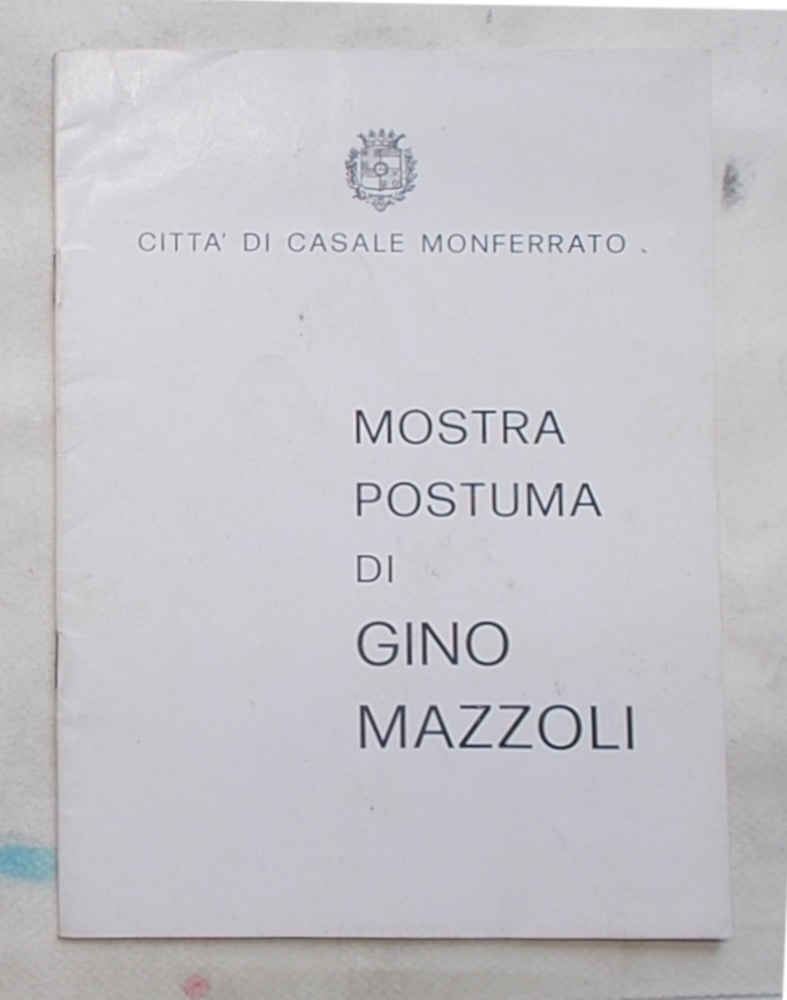 CITTA' DI CASALE MONFERRATO
MOSTRA
POSTUMA
DI
GINO
MAZZOLI